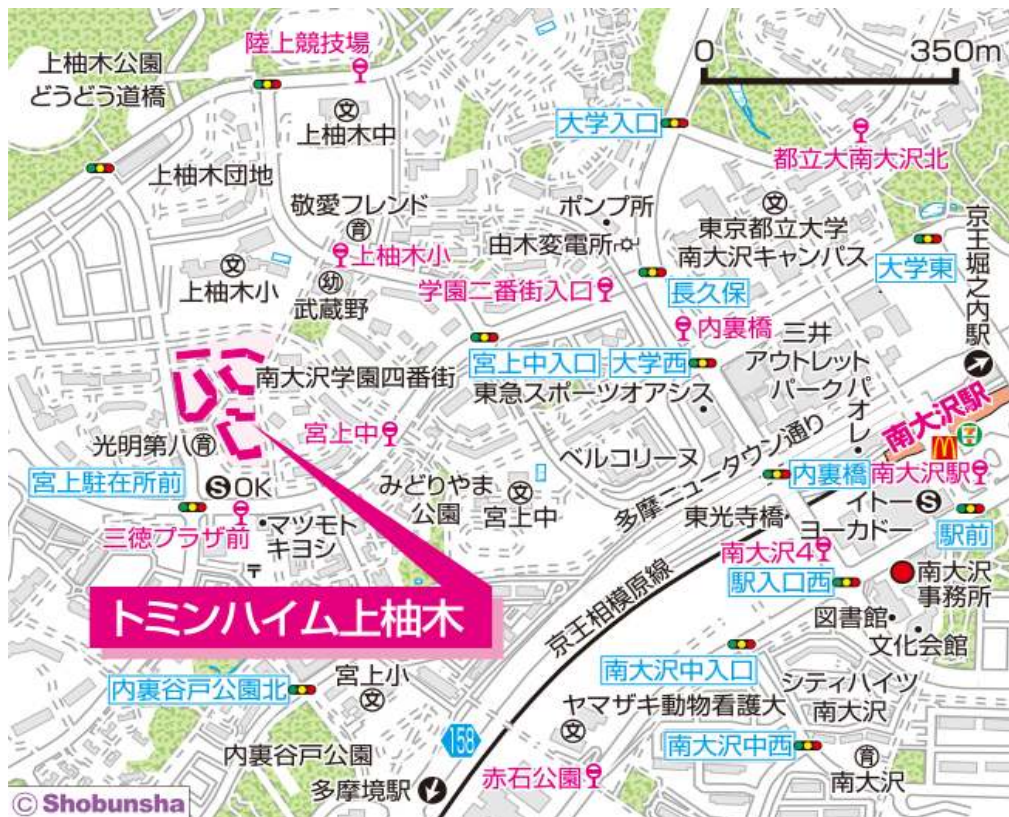 陸上競技場
0 350m
上柚木公園
どうどう道橋
上柚木中
文
大学入口
都立大南大沢北
上柚木団地
敬愛フレンド
育
ポンプ所
文
東京都立大学
南大沢キャンパス
由木変電所
大学東
京王堀之内駅
文
上柚木小
上柚木小
幼
武蔵野
学園二番街入口
長久保
内裏橋
宮上中入口
大学西
三井
アウトレット
パーク
パオレ
南大沢学園四番街
東急スポーツオアシス
南大沢駅
光明第八
育
宮上中
ベルコリーヌ
多摩ニュータウン通り
内裏橋
南大沢駅
宮上駐在所前
S OK
みどりやま
公園
文
宮上中
東光寺橋
イトー
ヨーカドー
S
駅前
三徳プラザ前
マツモト
キヨシ
〒
南大沢4
駅入口西
南大沢
事務所
トミンハイム上柚木
京王相模原線
図書館
文化会館
南大沢中入口
内裏谷戸公園北
宮上小
文
シティハイツ
南大沢
ヤマザキ動物看護大
文
158
南大沢中西
内裏谷戸公園
育
南大沢
多摩境駅
赤石公園
© Shobunsha